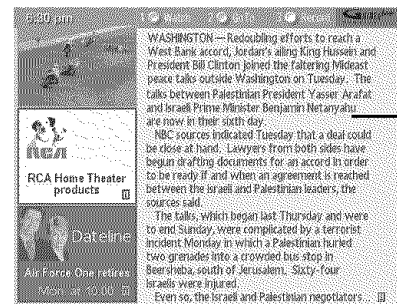 6:30 pm
1 Watch 2 Go To 3 Record
WASHINGTON — Redoubling efforts to reach a
West Bank accord, Jordan's ailing King Hussein and
President Bill Clinton joined the faltering Mideast
peace talks outside Washington on Tuesday. The
talks between Palestinian President Yasser Arafat
and Israeli Prime Minister Benjamin Netanyahu
are now in their sixth day.
NBC sources indicated Tuesday that a deal could
be close at hand. Lawyers from both sides have
begun drafting documents for an accord in order
to be ready if and when an agreement is reached
between the Israeli and Palestinian leaders, the
sources said.
The talks, which began last Thursday and were
to end Sunday, were complicated by a terrorist
incident Monday in which a Palestinian hurled
two grenades into a crowded bus stop in
Beersheba, south of Jerusalem. Sixty-four
Israelis were injured.
Even so, the Israeli and Palestinian negotiators...
RCA
RCA Home Theater
products
Dateline
Air Force One retires
Mon at 10:00